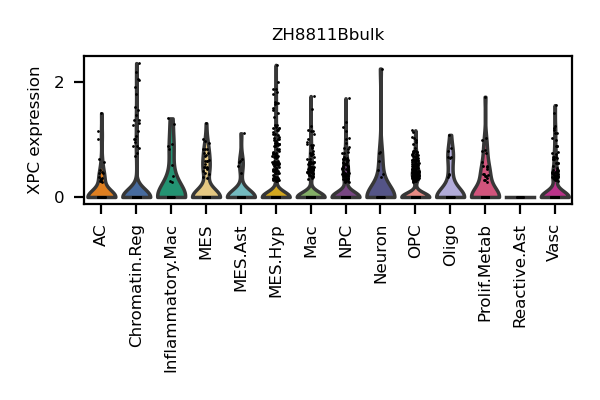 ZH8811Bbulk
XPC expression
2
0
AC
Chromatin.Reg
Inflammatory.Mac
MES
MES.Ast
MES.Hyp
Mac
NPC
Neuron
OPC
Oligo
Prolif.Metab
Reactive.Ast
Vasc